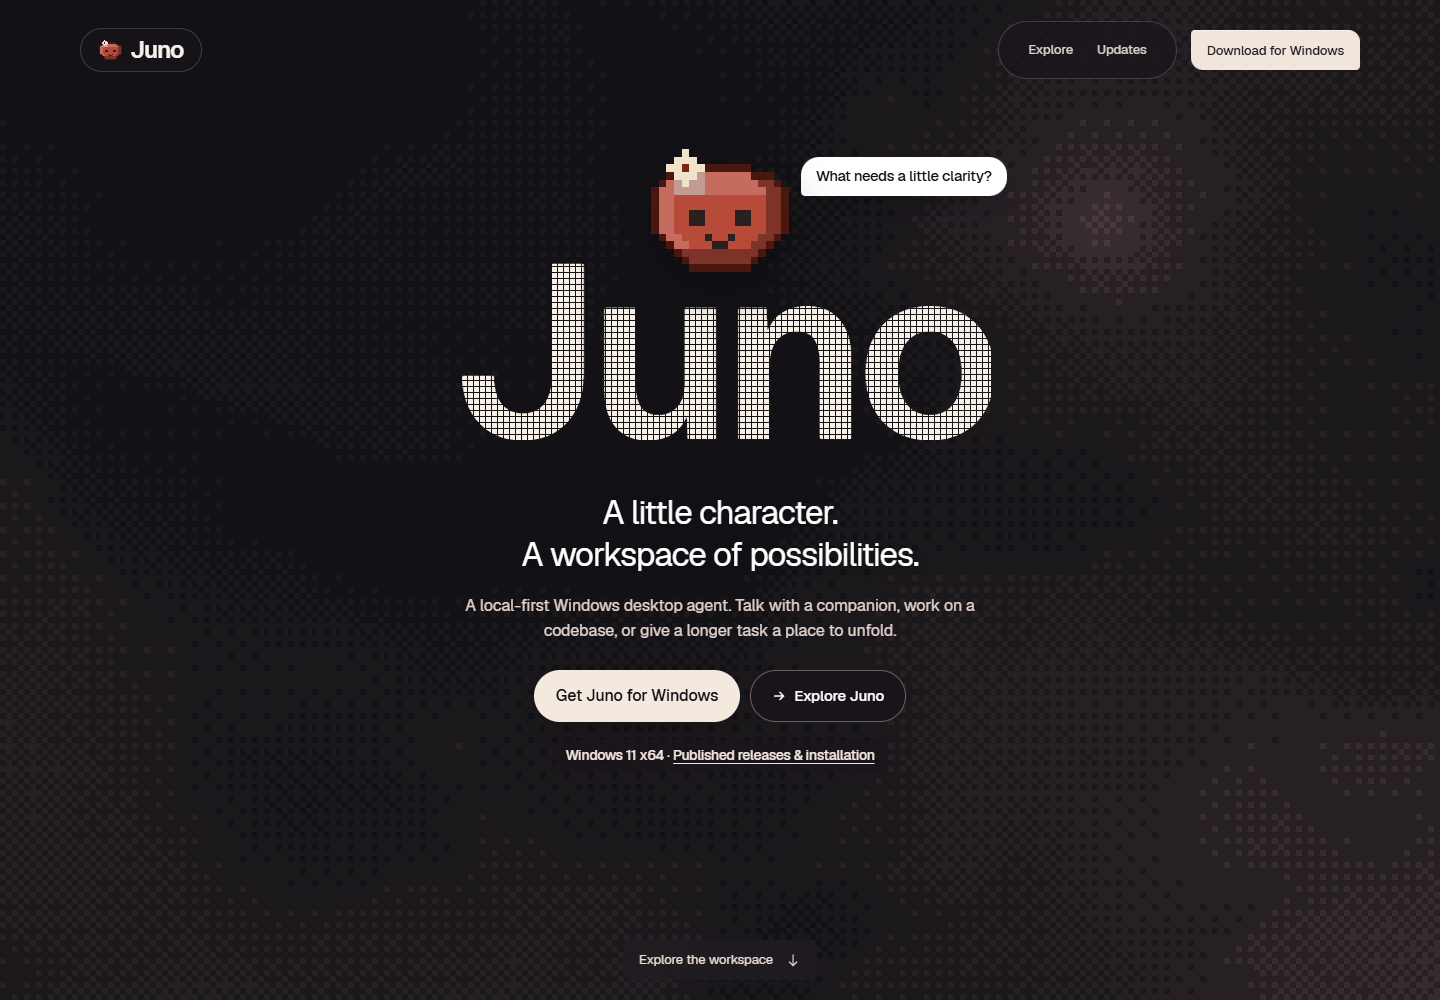 Juno
Explore
Updates
Download for Windows
What needs a little clarity?
Juno
A little character.
A workspace of possibilities.
A local-first Windows desktop agent. Talk with a companion, work on a
codebase, or give a longer task a place to unfold.
Get Juno for Windows
→ Explore Juno
Windows 11 x64 · Published releases & installation
Explore the workspace ↓